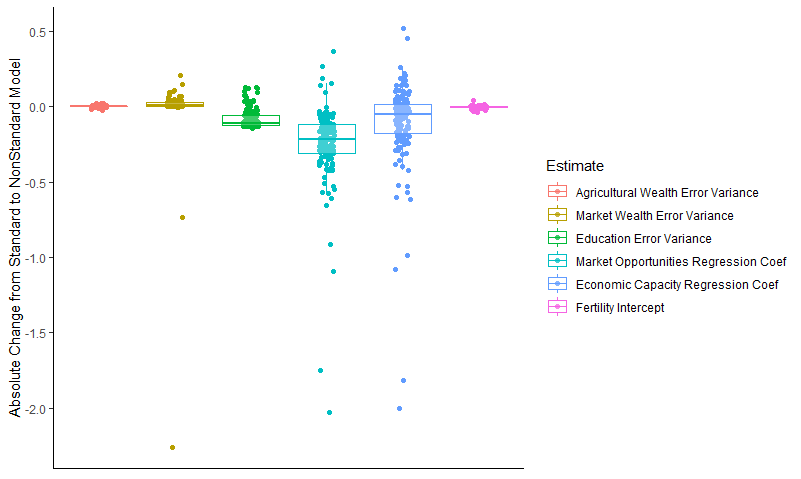 Absolute Change from Standard to NonStandard Model
0.5
0.0
-0.5
-1.0
-1.5
-2.0
Estimate
Agricultural Wealth Error Variance
Market Wealth Error Variance
Education Error Variance
Market Opportunities Regression Coef
Economic Capacity Regression Coef
Fertility Intercept